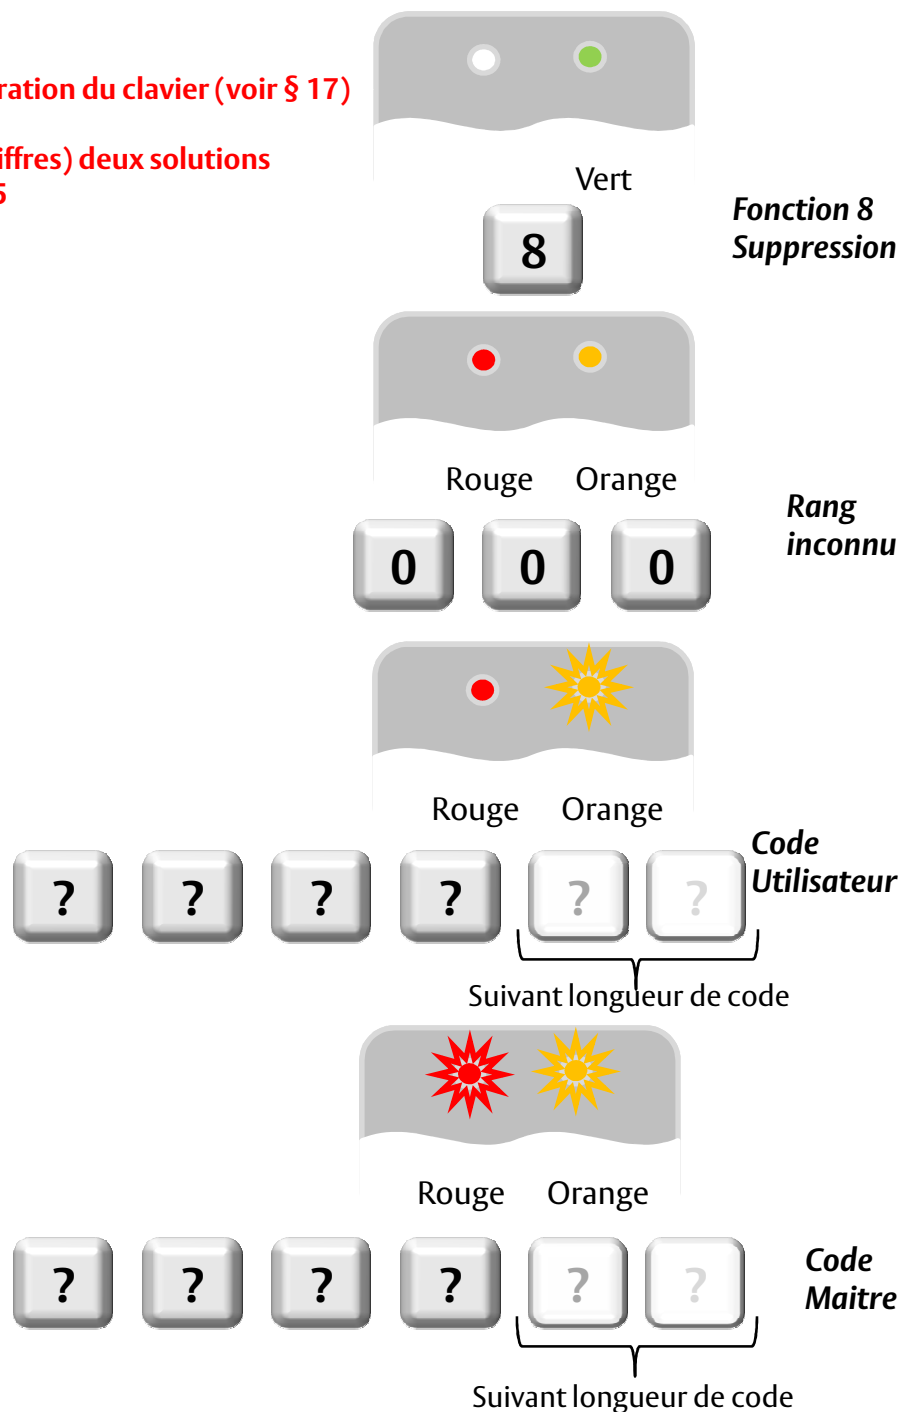 ration du clavier (voir § 17)
iffres) deux solutions
5
Vert
Fonction 8
Suppression
8
Rouge Orange
Rang
inconnu
0 0 0
Rouge Orange
Code
Utilisateur
? ? ? ? ? ?
Suivant longueur de code
Rouge Orange
Code
Maitre
? ? ? ? ? ?
Suivant longueur de code